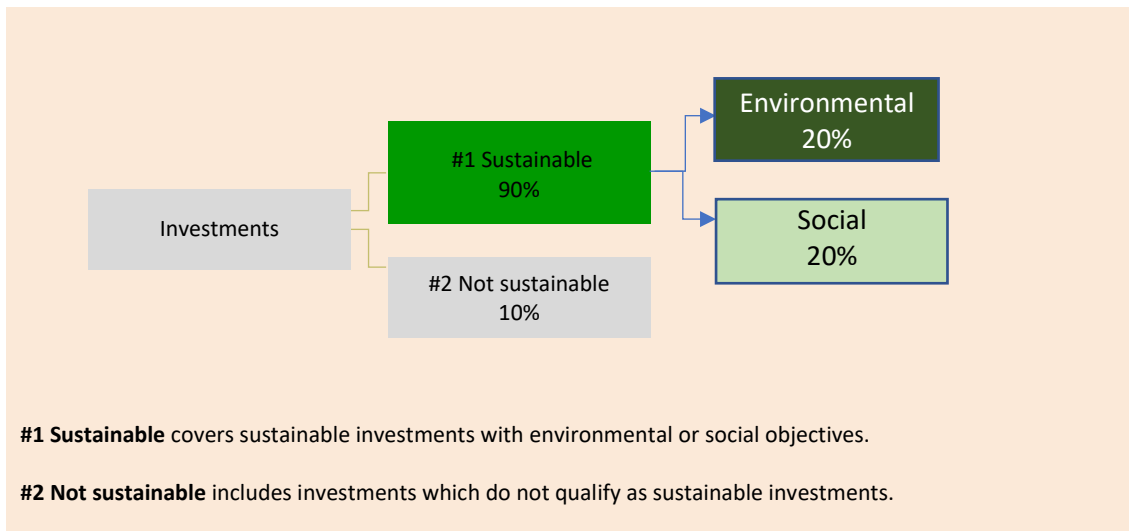 Investments
#1 Sustainable
90%
#2 Not sustainable
10%
Environmental
20%
Social
20%
#1 Sustainable covers sustainable investments with environmental or social objectives.
#2 Not sustainable includes investments which do not qualify as sustainable investments.